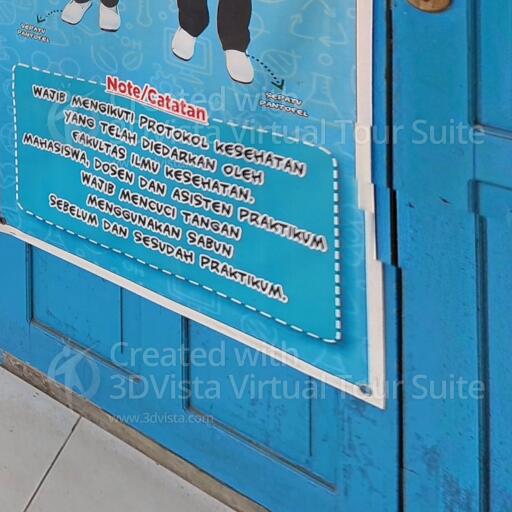 SEPATU
PANTOFEL
SEPATU
PANTOFEL
Note/Catatan
WAJIB MENGIKUTI PROTOKOL KESEHATAN
YANG TELAH DIEDARKAN OLEH
FAKULTAS ILMU KESEHATAN.
MAHASISWA, DOSEN DAN ASISTEN PRAKTIKUM
WAJIB MENCUCI TANGAN
MENGGUNAKAN SABUN
SEBELUM DAN SESUDAH PRAKTIKUM.
Created with
3DVista Virtual Tour Suite
Created with
3DVista Virtual Tour Suite
www.3dvista.com